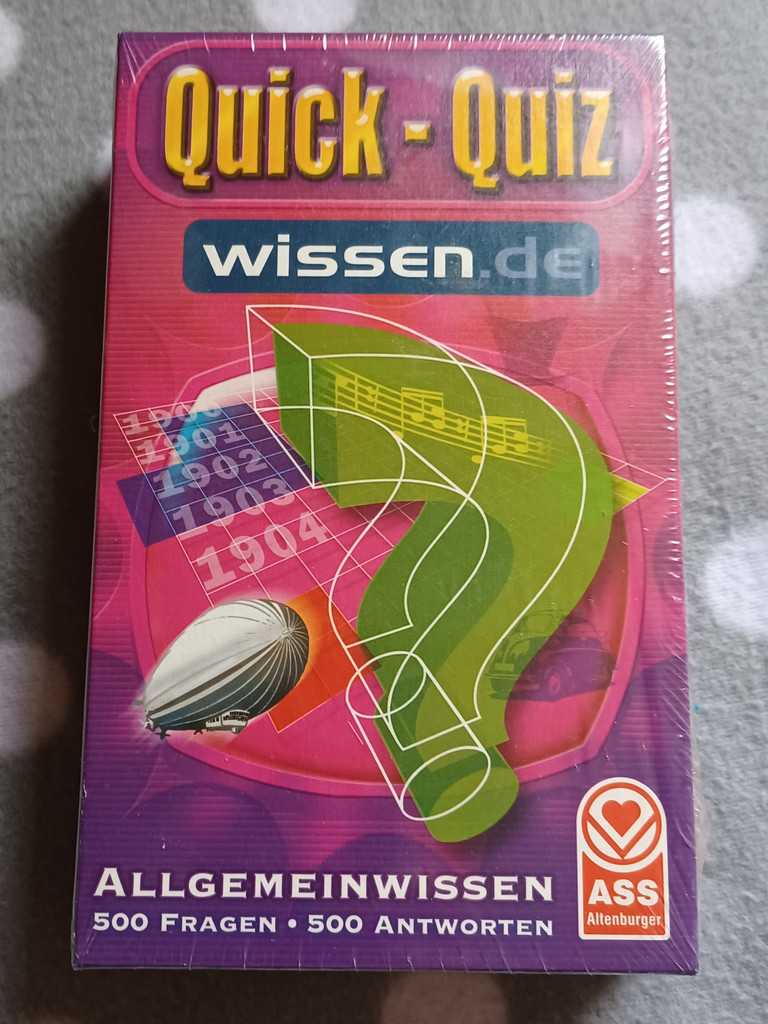 Quick - Quiz
wissen.de
1900
1901
1902
1903
1904
ALLGEMEINWISSEN
500 FRAGEN • 500 ANTWORTEN
ASS
Altenburger